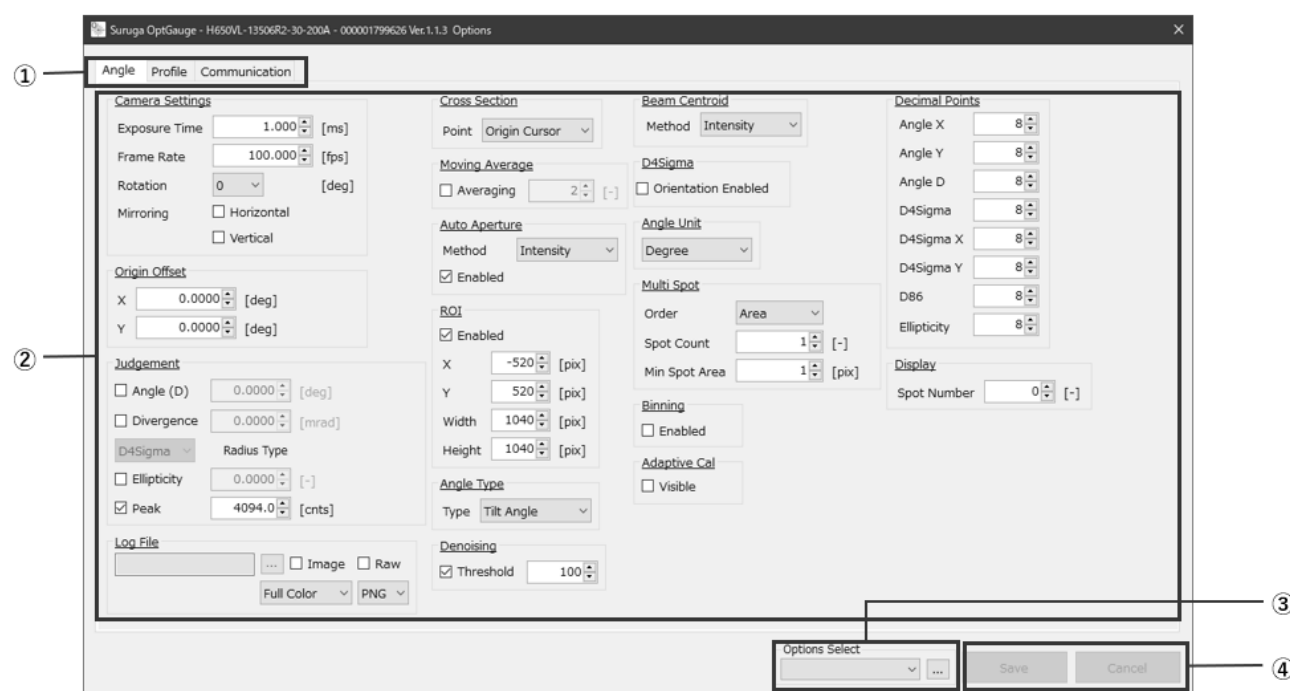 Suruga OptGauge - H650VL-13506R2-30-200A - 000001799626 Ver.1.1.3 Options
①
Angle Profile Communication
②
Camera Settings
Exposure Time 1.000 [ms]
Frame Rate 100.000 [fps]
Rotation 0 [deg]
Mirroring Horizontal
Vertical
Origin Offset
X 0.0000 [deg]
Y 0.0000 [deg]
Judgement
Angle (D) 0.0000 [deg]
Divergence 0.0000 [mrad]
D4Sigma Radius Type
Ellipticity 0.0000 [-]
Peak 4094.0 [cnts]
Log File
... Image Raw
Full Color PNG
Cross Section
Point Origin Cursor
Moving Average
Averaging 2 [-]
Auto Aperture
Method Intensity
Enabled
ROI
Enabled
X -520 [pix]
Y 520 [pix]
Width 1040 [pix]
Height 1040 [pix]
Angle Type
Type Tilt Angle
Denoising
Threshold 100
Beam Centroid
Method Intensity
D4Sigma
Orientation Enabled
Angle Unit
Degree
Multi Spot
Order Area
Spot Count 1 [-]
Min Spot Area 1 [pix]
Binning
Enabled
Adaptive Cal
Visible
Decimal Points
Angle X 8
Angle Y 8
Angle D 8
D4Sigma 8
D4Sigma X 8
D4Sigma Y 8
D86 8
Ellipticity 8
Display
Spot Number 0 [-]
③
Options Select
...
Save Cancel
④